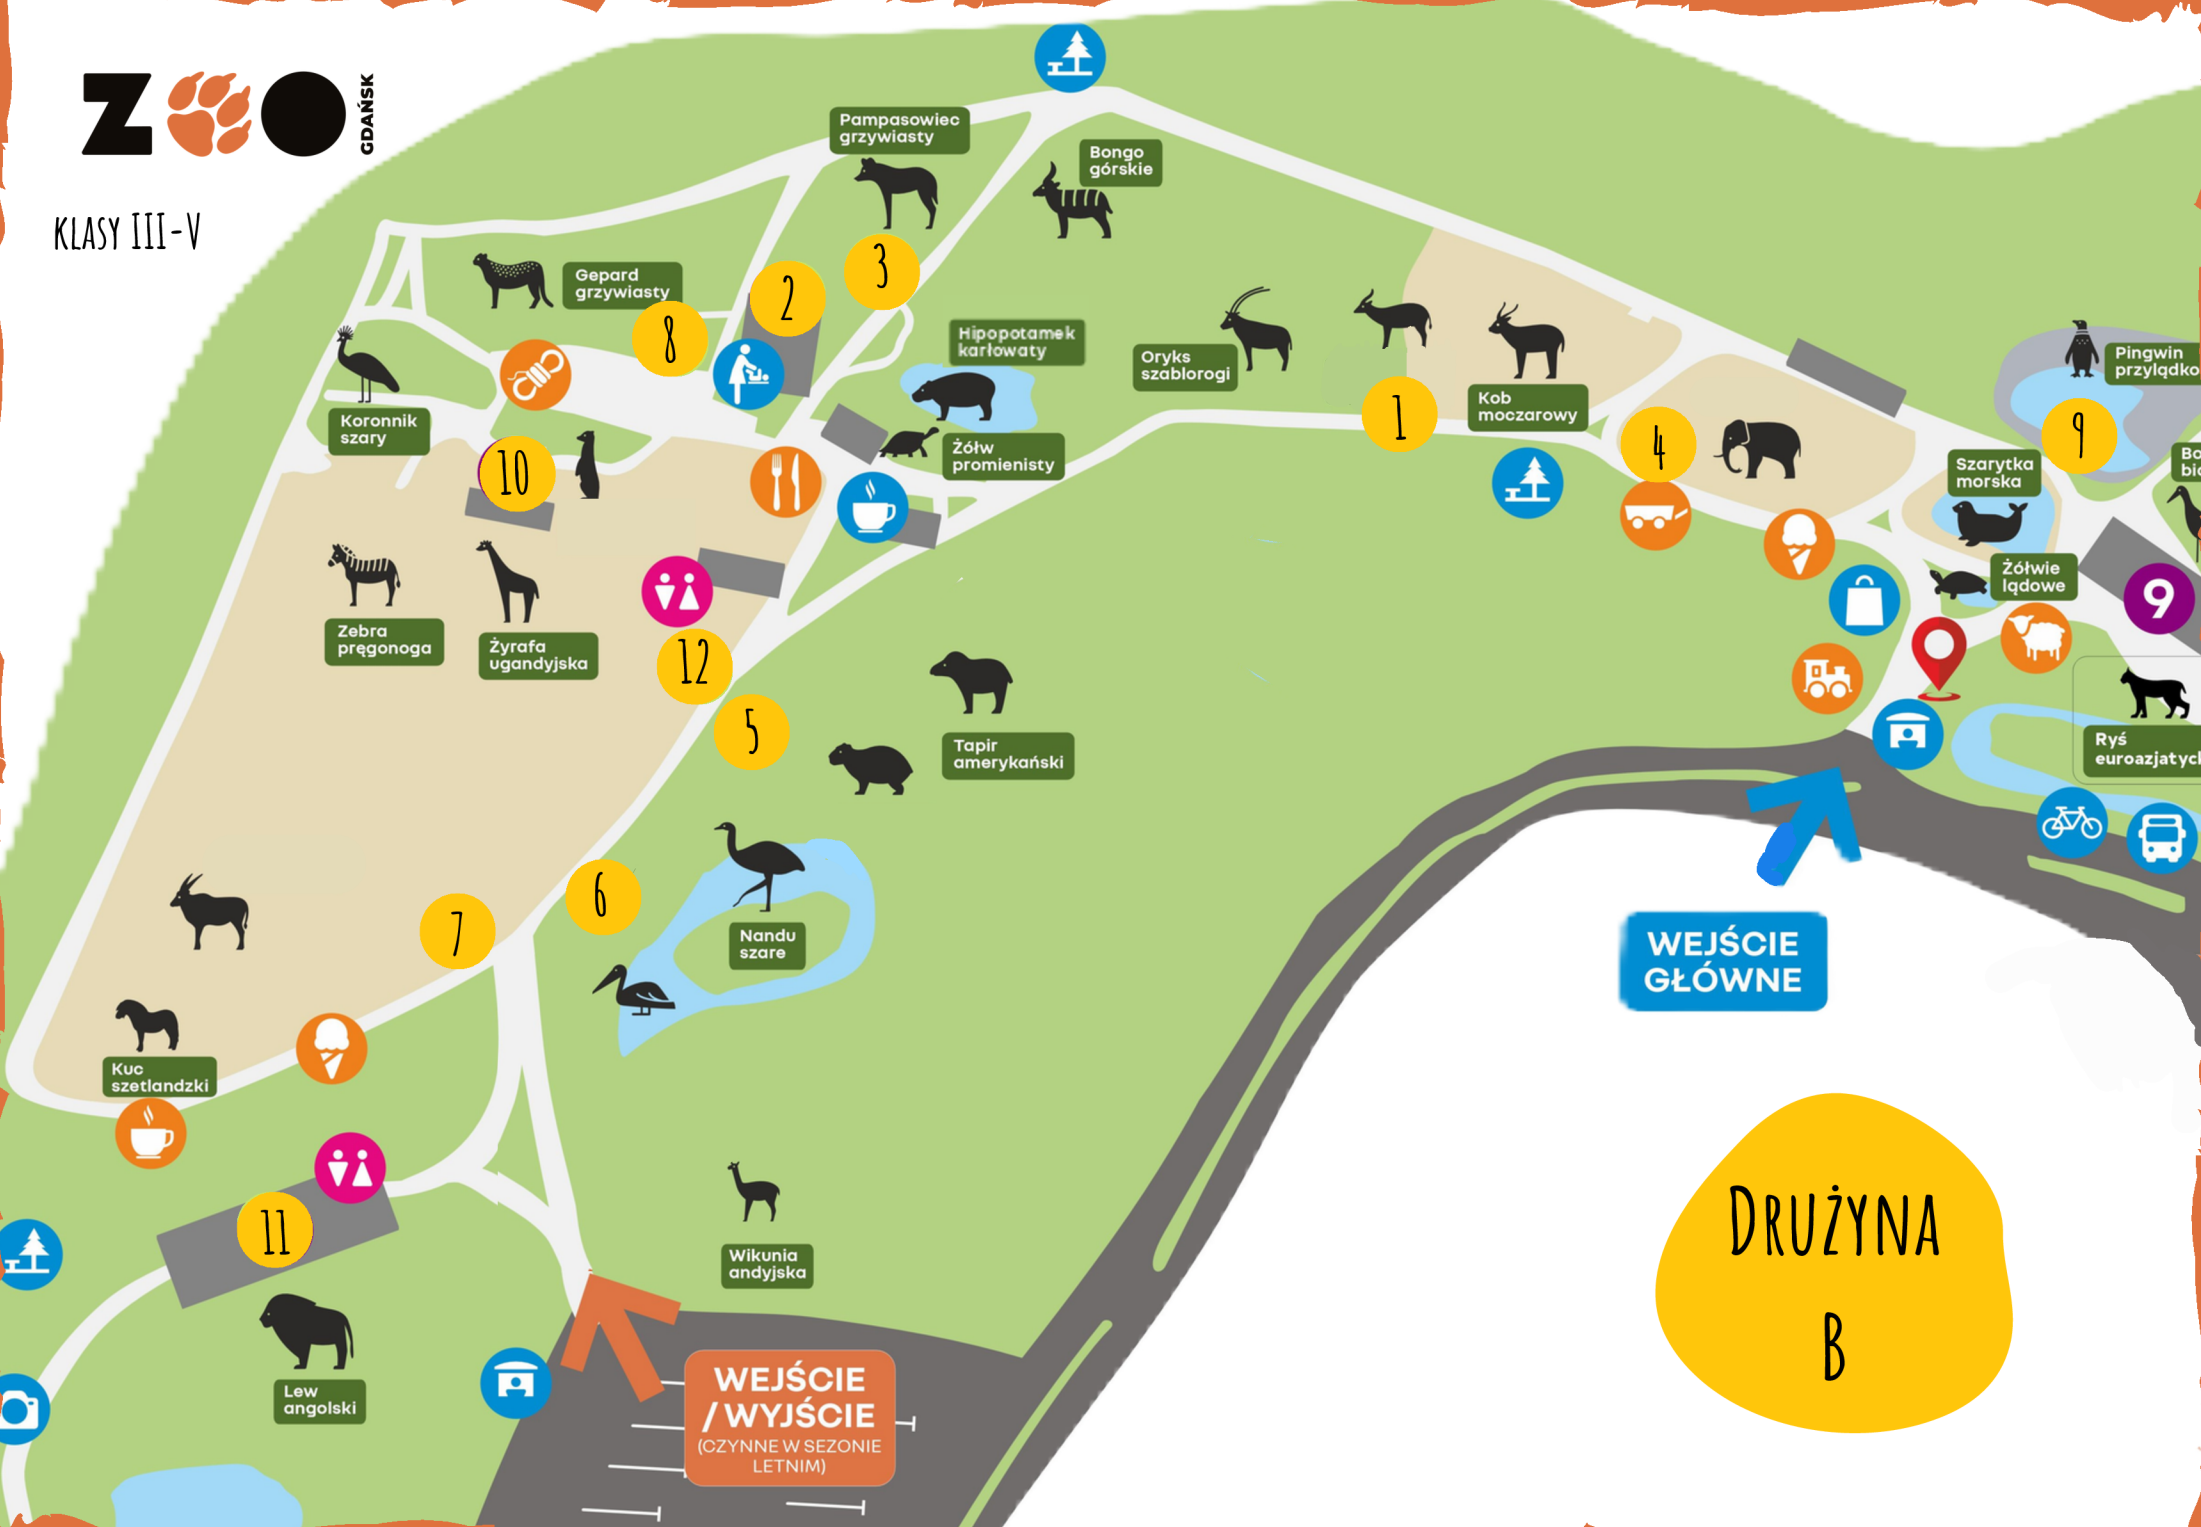 ZOO
GDAŃSK
KLASY III-V
Pampasowiec
grzywiasty
Bongo
górskie
Gepard
grzywiasty
2
3
8
Hipopotamek
karłowaty
Oryks
szablorogi
Kob
moczarowy
Pingwin
przylądko
1
4
9
Koronnik
szary
10
Żółw
promienisty
Szarytka
morska
Bo
bi
Żółwie
lądowe
9
Zebra
pręgonoga
Żyrafa
ugandyjska
12
5
Tapir
amerykański
Ryś
euroazjatyc
6
7
Nandu
szare
WEJŚCIE
GŁÓWNE
Kuc
szetlandzki
11
Wikunia
andyjska
Lew
angolski
WEJŚCIE
/WYJŚCIE
(CZYNNE W SEZONIE
LETNIM)
DRUŻYNA
B